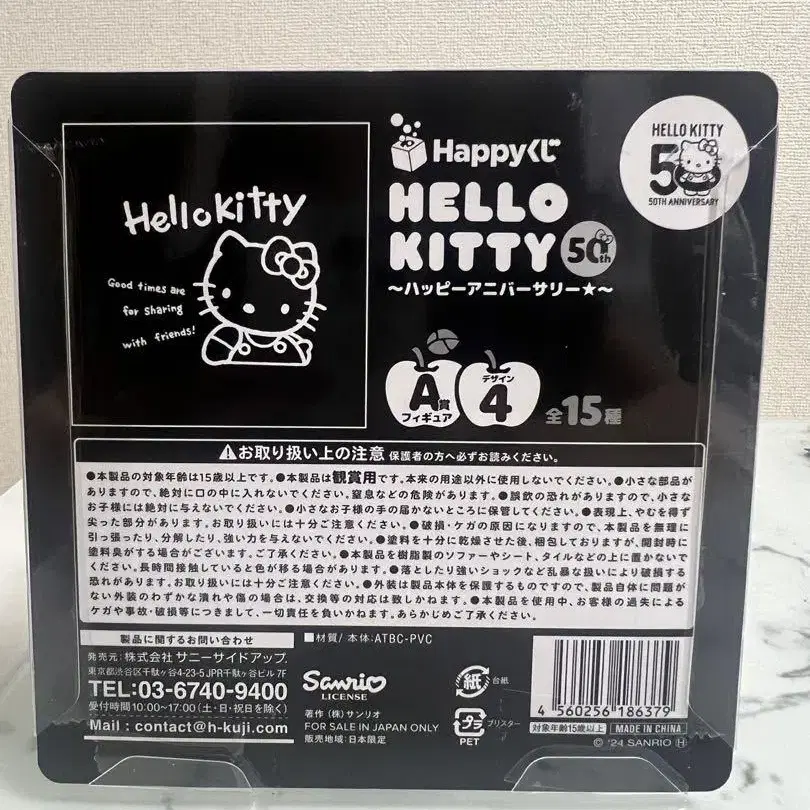 Hello Kitty
Good times are
for sharing
with friends!
Happyくじ
HELLO
KITTY 50th
～ハッピーアニバーサリー★～
HELLO KITTY
50
50TH ANNIVERSARY
A賞
フィギュア
デザイン
4
全15種
⚠お取り扱い上の注意 保護者の方へ必ずお読みください。
●本製品の対象年齢は15歳以上です。●本製品は観賞用です。本来の用途以外に使用しないでください。●小さな部品が
ありますので、絶対に口の中に入れないでください。窒息などの危険があります。●誤飲の恐れがありますので、小さな
お子様には絶対に与えないでください。●小さなお子様の手の届かないところに保管してください。●表現上、やむを得ず
尖った部分があります。お取り扱いには十分ご注意ください。●破損・ケガの原因になりますので、本製品を無理に
引っ張ったり、分解したり、強い力を与えないでください。●塗料を十分に乾燥させた後、梱包しておりますが、開封時に
塗料臭がする場合がございます。ご了承ください。●本製品を樹脂製のソファーやシート、タイルなどの上に置かないで
ください。長時間接触していると色が移る場合があります。●落としたり強いショックなど乱暴な扱いにより破損する
恐れがあります。お取り扱いには十分ご注意ください。●外装は製品本体を保護するものですので、製品自体に問題が
ない外装のわずかな潰れや傷の場合は、交換等の対応は致しかねます。●本製品を使用中、お客様の過失による
ケガや事故・破損等につきまして、一切責任を負いかねます。あらかじめご了承ください。
製品に関するお問い合わせ
発売元：株式会社 サニーサイドアップ
東京都渋谷区千駄ヶ谷4-23-5 JPR千駄ヶ谷ビル 7F
TEL:03-6740-9400
受付時間10:00～17:00（土・日・祝日を除く）
Mail : contact@h-kuji.com
■材質/ 本体:ATBC-PVC
Sanrio
LICENSE
著作（株）サンリオ
FOR SALE IN JAPAN ONLY
販売地域：日本限定
紙 台紙
プラ ブリスター
PET
4 560256 186379
対象年齢15歳以上 MADE IN CHINA
© '24 SANRIO Ⓗ